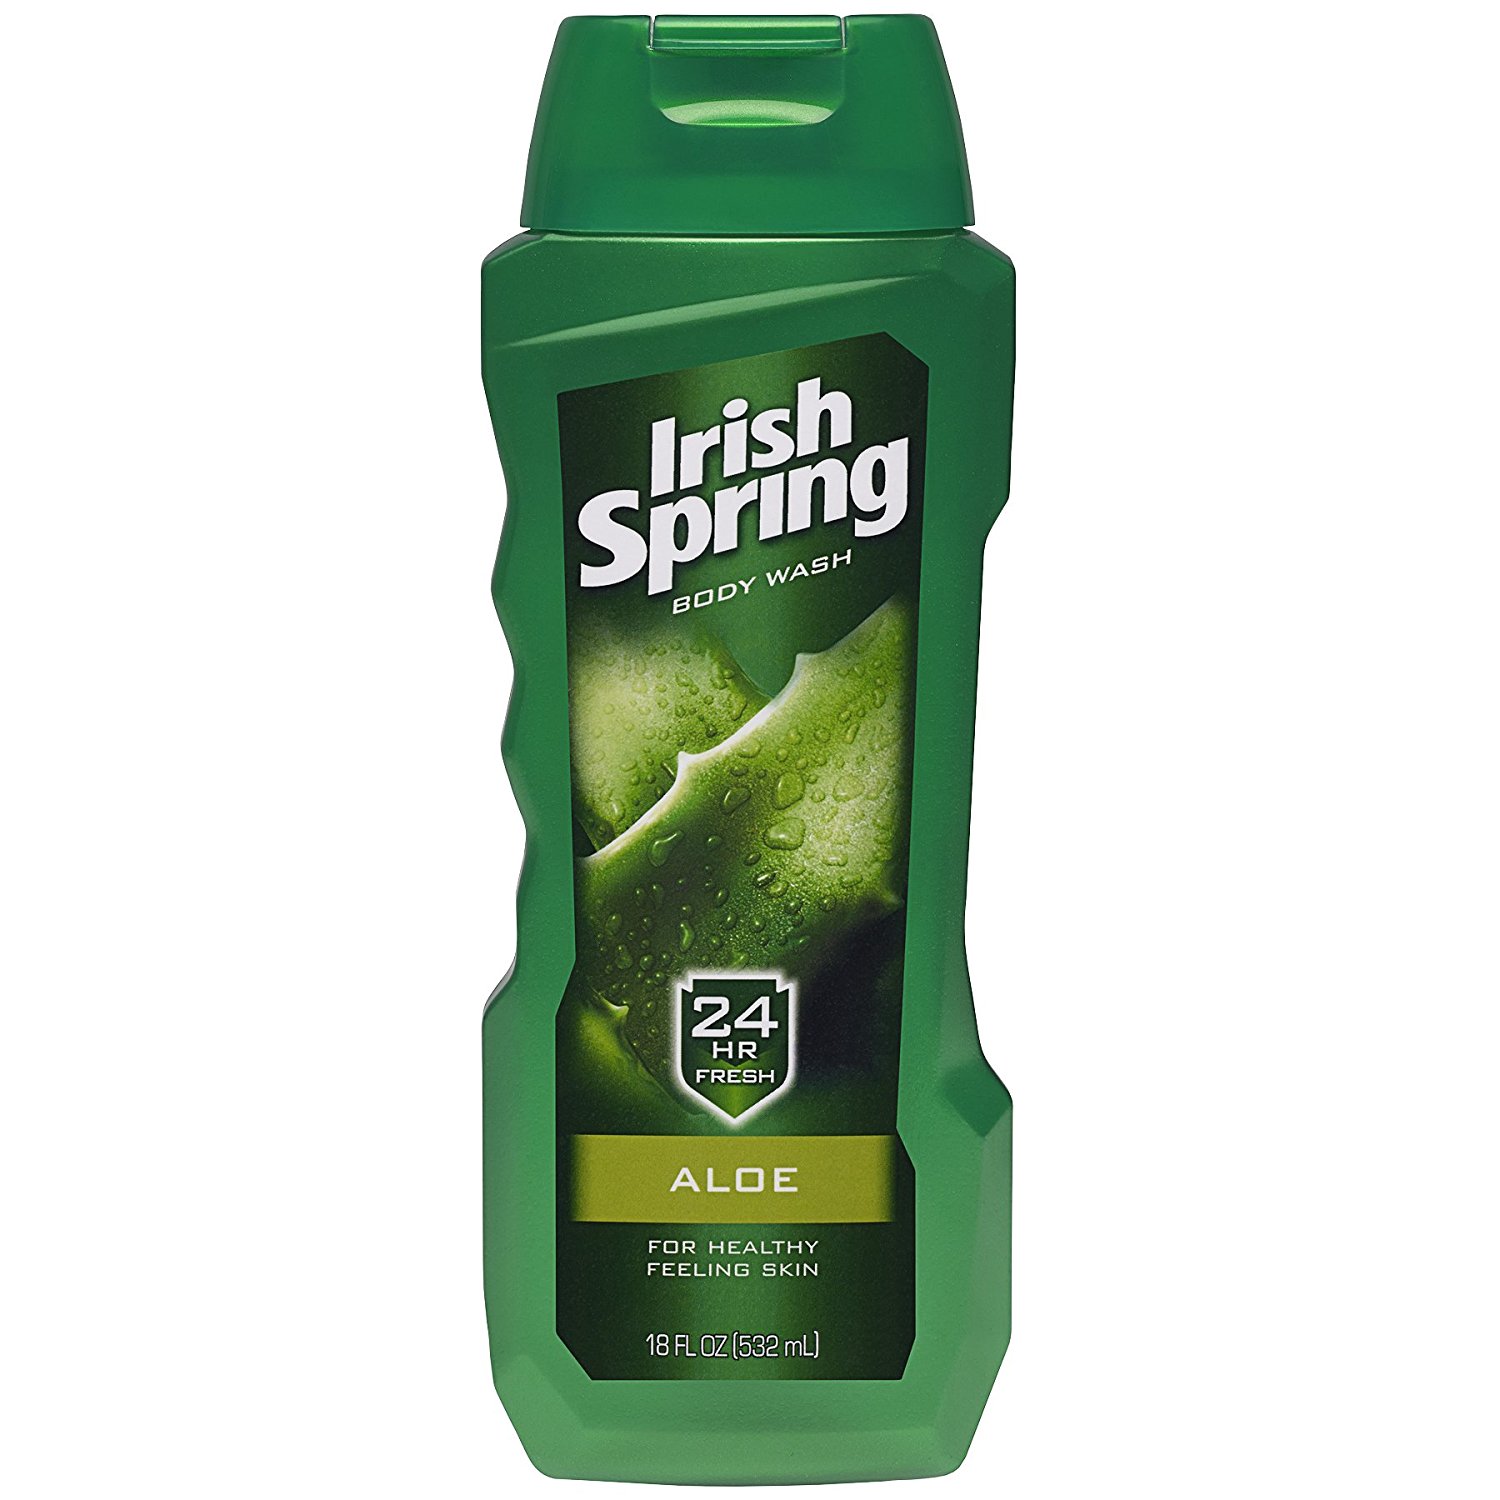 Irish
Spring
BODY WASH
24
HR
FRESH
ALOE
FOR HEALTHY
FEELING SKIN
18 FL OZ (532 mL)